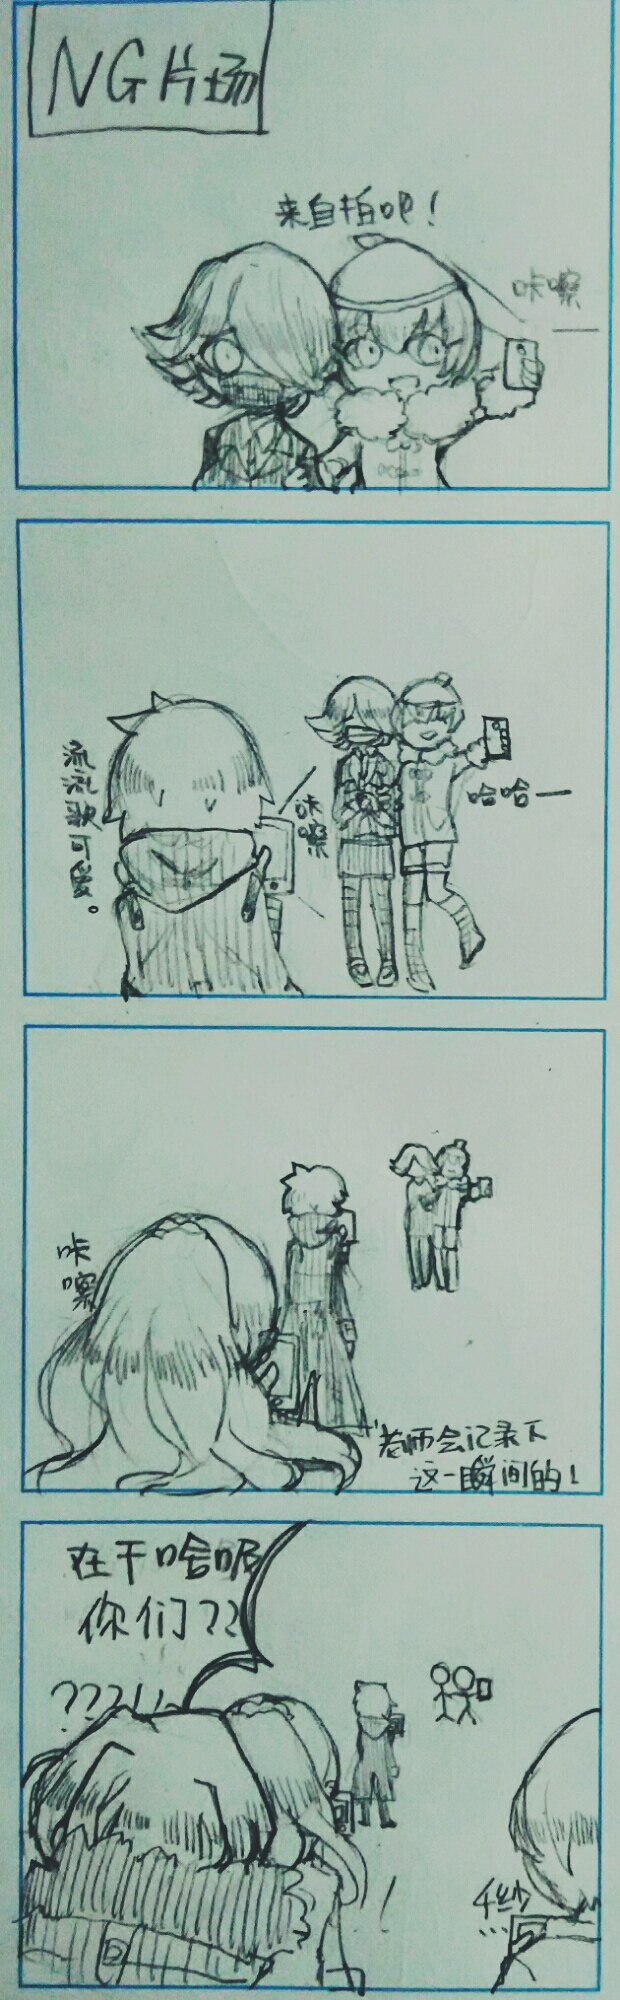 NG片场
来自拍吧！
咔嚓
流流歌可爱。
咔嚓
哈哈一
咔嚓
老师会记录下
这一瞬间的！
在干啥呢
你们??
???!!
千纱
…